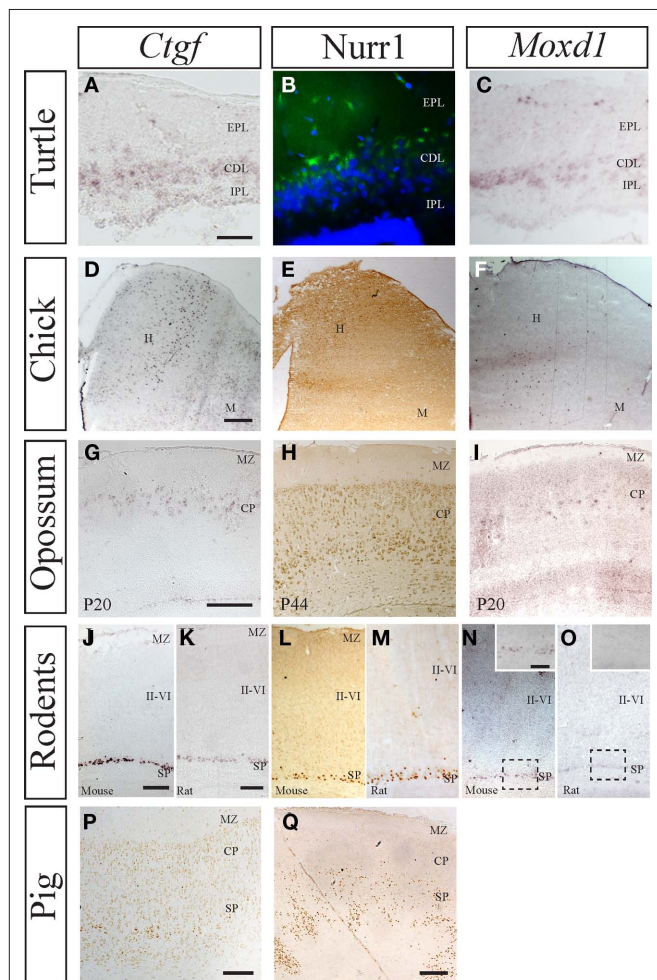 Ctgf Nurr1 Moxd1
Turtle
A B C
EPL EPL EPL
CDL CDL CDL
IPL IPL IPL
Chick
D E F
H H H
M M M
Opossum
G H I
MZ MZ MZ
CP CP CP
P20 P44 P20
Rodents
J K L M N O
MZ MZ
II-VI II-VI II-VI II-VI II-VI II-VI
SP SP SP SP SP SP
Mouse Rat Mouse Rat Mouse Rat
Pig
P Q
MZ MZ
CP CP
SP SP